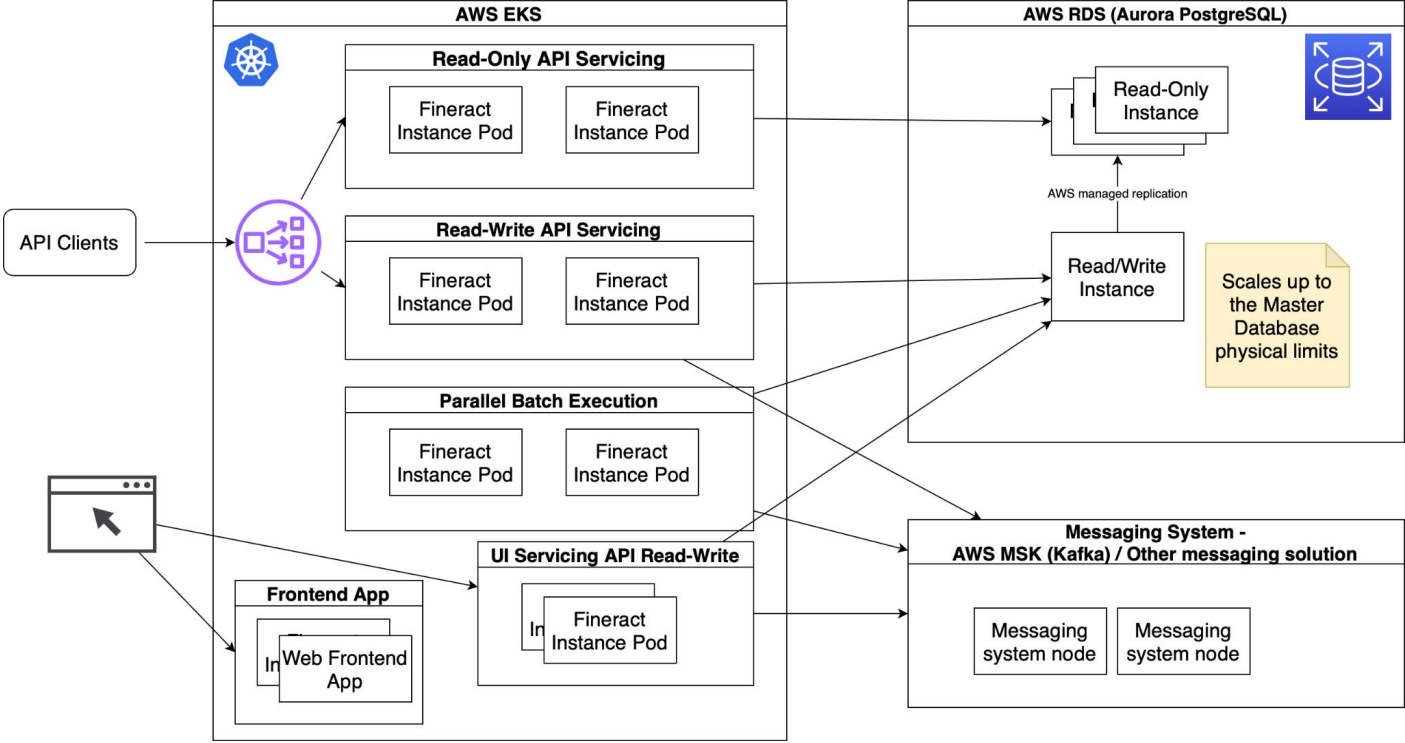 AWS EKS
Read-Only API Servicing
Fineract
Instance Pod
Fineract
Instance Pod
API Clients
Read-Write API Servicing
Fineract
Instance Pod
Fineract
Instance Pod
Parallel Batch Execution
Fineract
Instance Pod
Fineract
Instance Pod
UI Servicing API Read-Write
In
Fineract
Instance Pod
Frontend App
In
Web Frontend
App
AWS RDS (Aurora PostgreSQL)
Read-Only
Instance
AWS managed replication
Read/Write
Instance
Scales up to
the Master
Database
physical limits
Messaging System -
AWS MSK (Kafka) / Other messaging solution
Messaging
system node
Messaging
system node